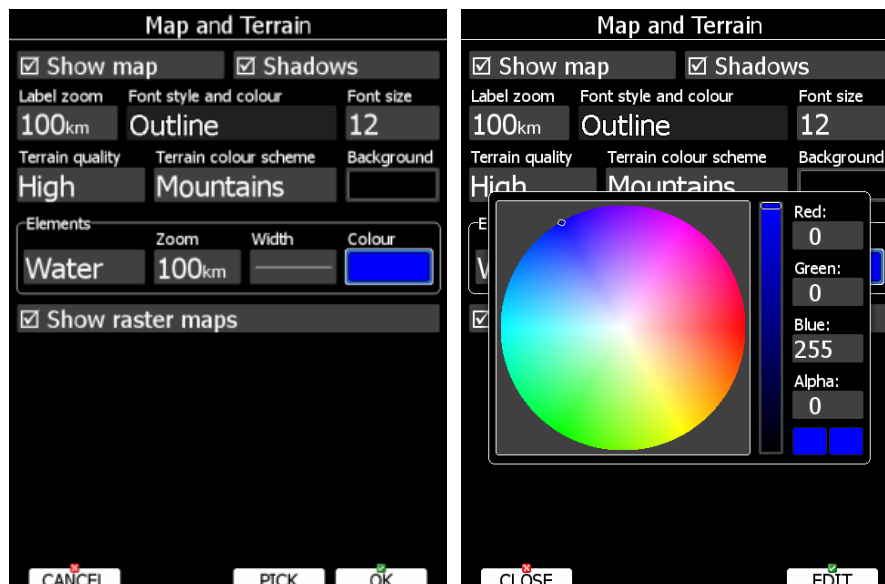 Map and Terrain
Show map Shadows
Label zoom Font style and colour Font size
100km Outline 12
Terrain quality Terrain colour scheme Background
High Mountains
Elements
Zoom Width Colour
Water 100km
Show raster maps
CANCEL PICK OK
Map and Terrain
Show map Shadows
Label zoom Font style and colour Font size
100km Outline 12
Terrain quality Terrain colour scheme Background
High Mountains
Red:
0
Green:
0
Blue:
255
Alpha:
0
CLOSE EDIT